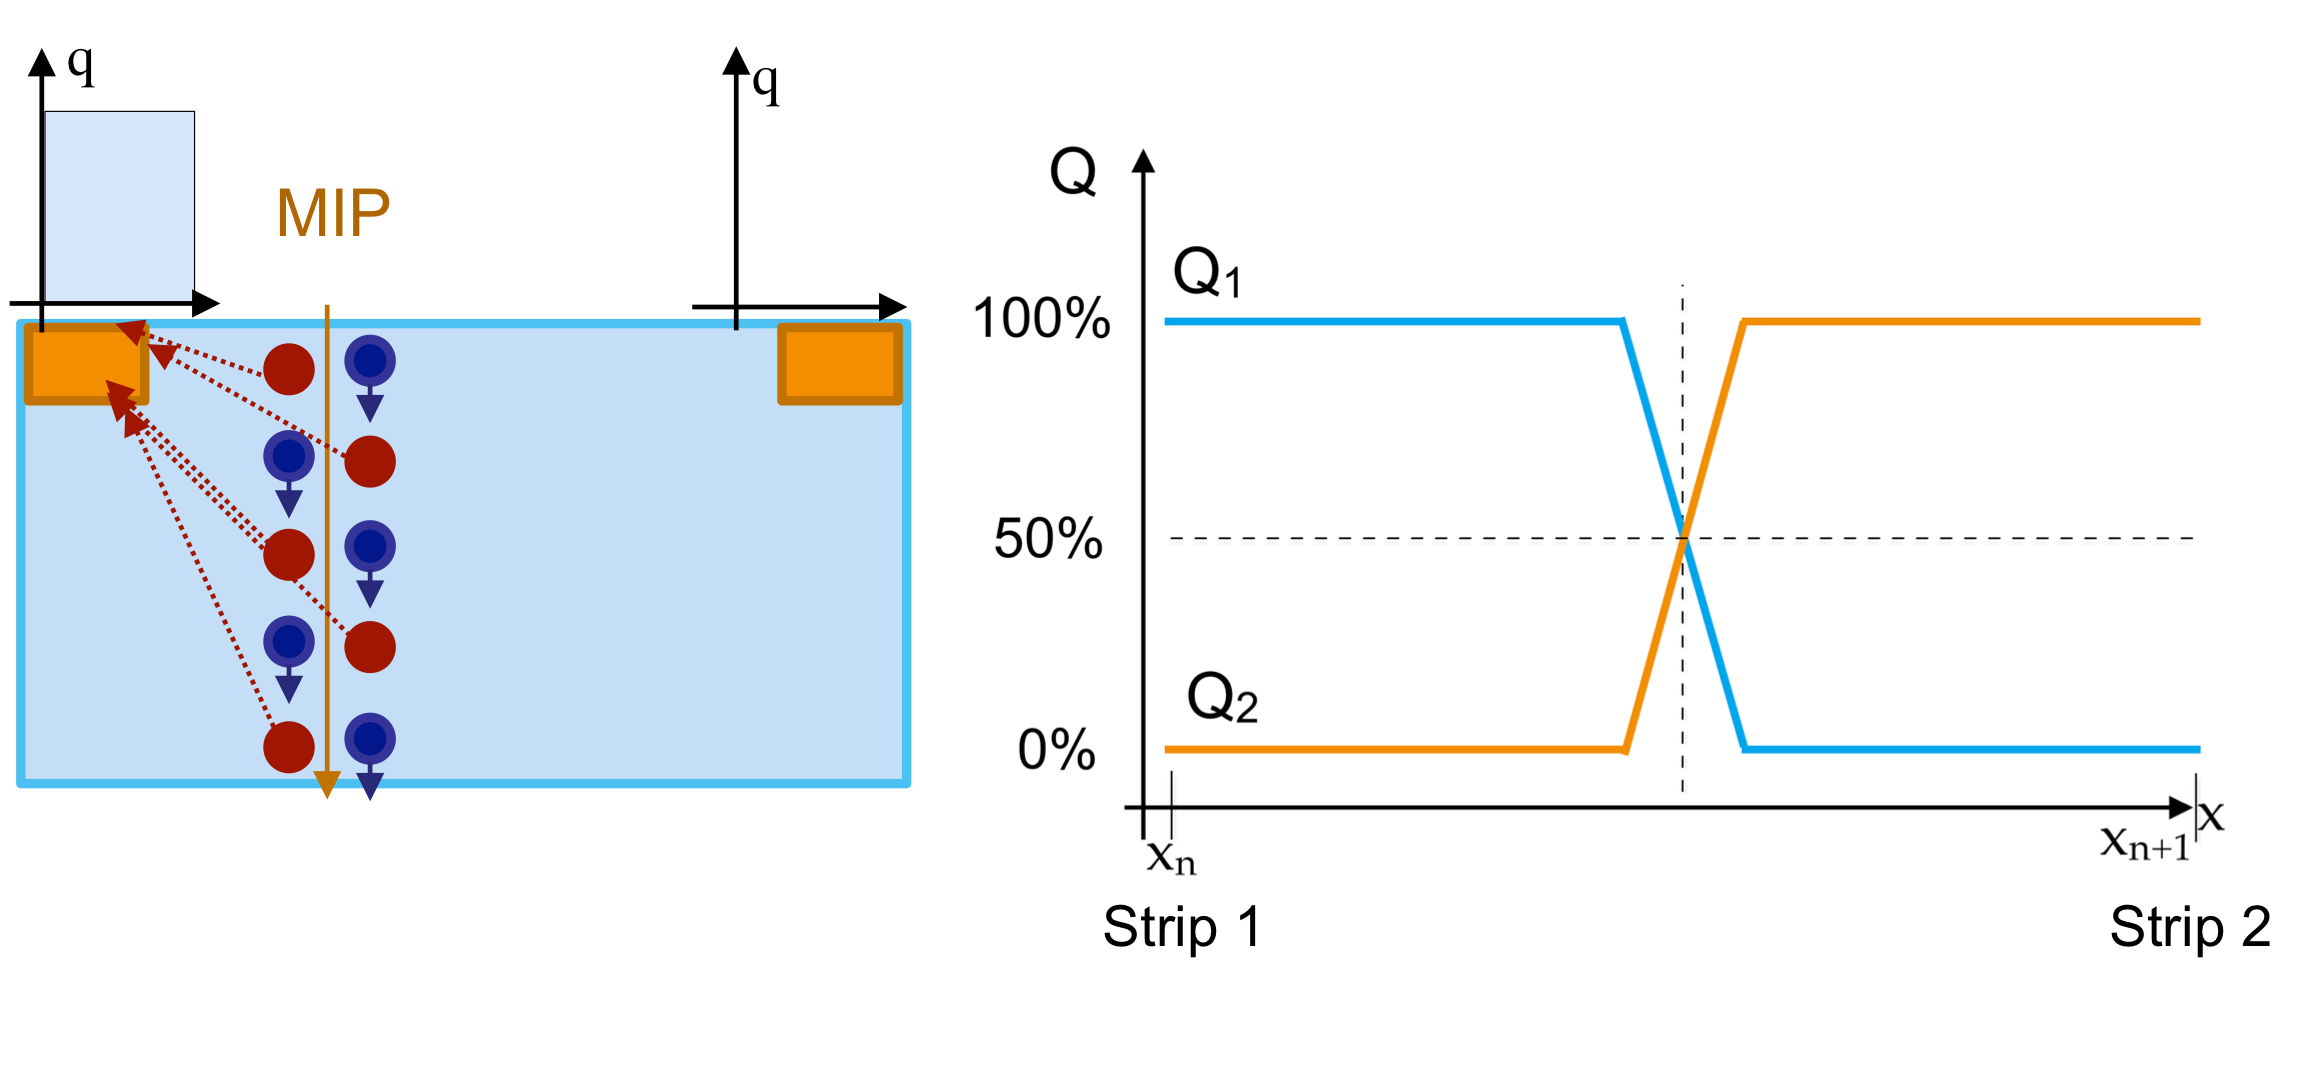 q
q
MIP
Q
Q1
100%
50%
Q2
0%
x
xn+1
xn
Strip 1
Strip 2